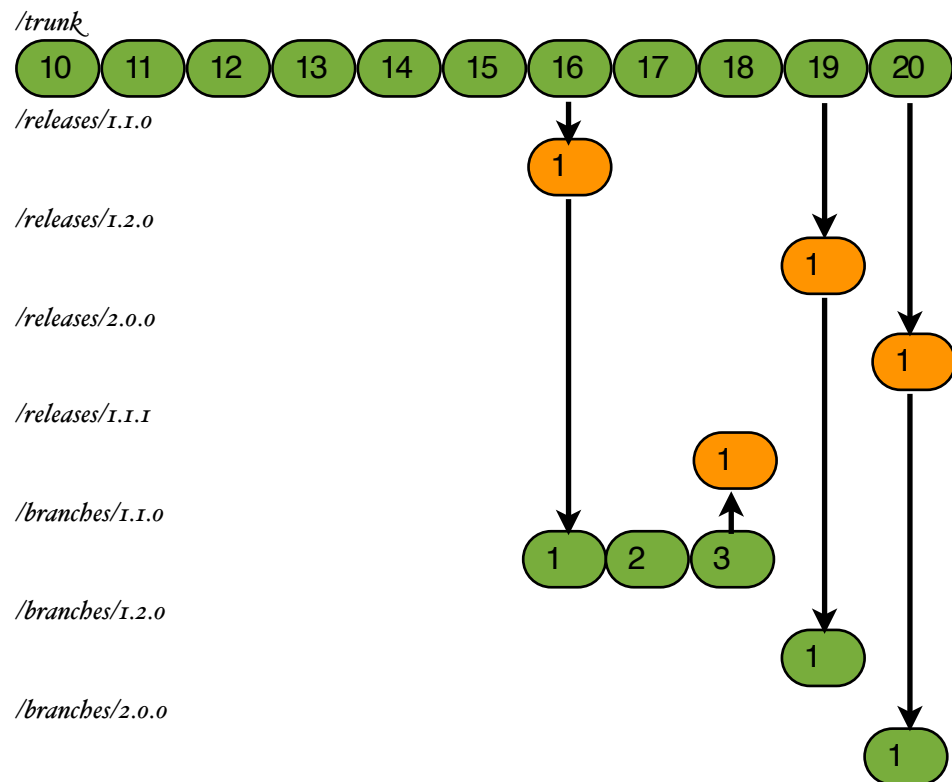 /trunk
10 11 12 13 14 15 16 17 18 19 20
/releases/1.1.0
1
/releases/1.2.0
1
/releases/2.0.0
1
/releases/1.1.1
1
/branches/1.1.0
1 2 3
/branches/1.2.0
1
/branches/2.0.0
1